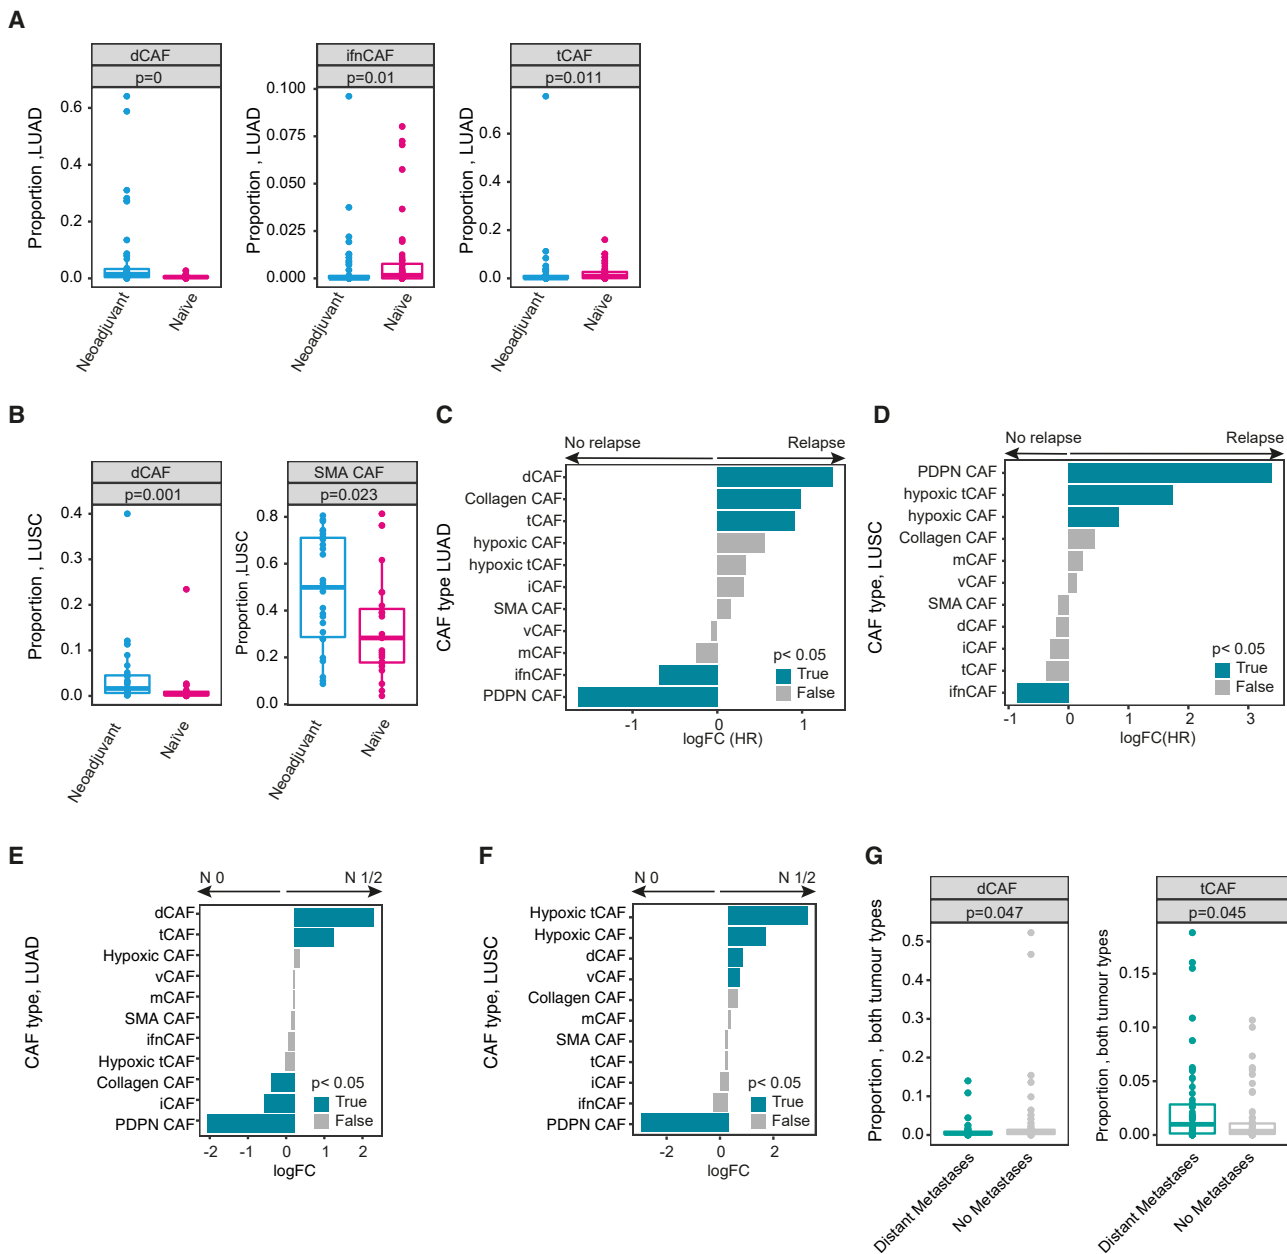 A
dCAF
p=0
Proportion ,LUAD
0.6
0.4
0.2
0.0
Neoadjuvant
Naïve
ifnCAF
p=0.01
Proportion , LUAD
0.100
0.075
0.050
0.025
0.000
Neoadjuvant
Naïve
tCAF
p=0.011
Proportion , LUAD
0.6
0.4
0.2
0.0
Neoadjuvant
Naïve
B
dCAF
p=0.001
Proportion , LUSC
0.4
0.3
0.2
0.1
0.0
Neoadjuvant
Naïve
SMA CAF
p=0.023
Proportion ,LUSC
0.8
0.6
0.4
0.2
0.0
Neoadjuvant
Naïve
C
No relapse
Relapse
CAF type LUAD
dCAF
Collagen CAF
tCAF
hypoxic CAF
hypoxic tCAF
iCAF
SMA CAF
vCAF
mCAF
ifnCAF
PDPN CAF
p< 0.05
True
False
-1
0
1
logFC (HR)
D
No relapse
Relapse
CAF type, LUSC
PDPN CAF
hypoxic tCAF
hypoxic CAF
Collagen CAF
mCAF
vCAF
SMA CAF
dCAF
iCAF
tCAF
ifnCAF
p< 0.05
True
False
-1
0
1
2
3
logFC(HR)
E
N 0
N 1/2
CAF type, LUAD
dCAF
tCAF
Hypoxic CAF
vCAF
mCAF
SMA CAF
ifnCAF
Hypoxic tCAF
Collagen CAF
iCAF
PDPN CAF
p< 0.05
True
False
-2
-1
0
1
2
logFC
F
N 0
N 1/2
CAF type, LUSC
Hypoxic tCAF
Hypoxic CAF
dCAF
vCAF
Collagen CAF
mCAF
SMA CAF
tCAF
iCAF
ifnCAF
PDPN CAF
p< 0.05
True
False
-2
0
2
logFC
G
dCAF
p=0.047
Proportion , both tumour types
0.5
0.4
0.3
0.2
0.1
0.0
Distant Metastases
No Metastases
tCAF
p=0.045
Proportion , both tumour types
0.15
0.10
0.05
0.00
Distant Metastases
No Metastases